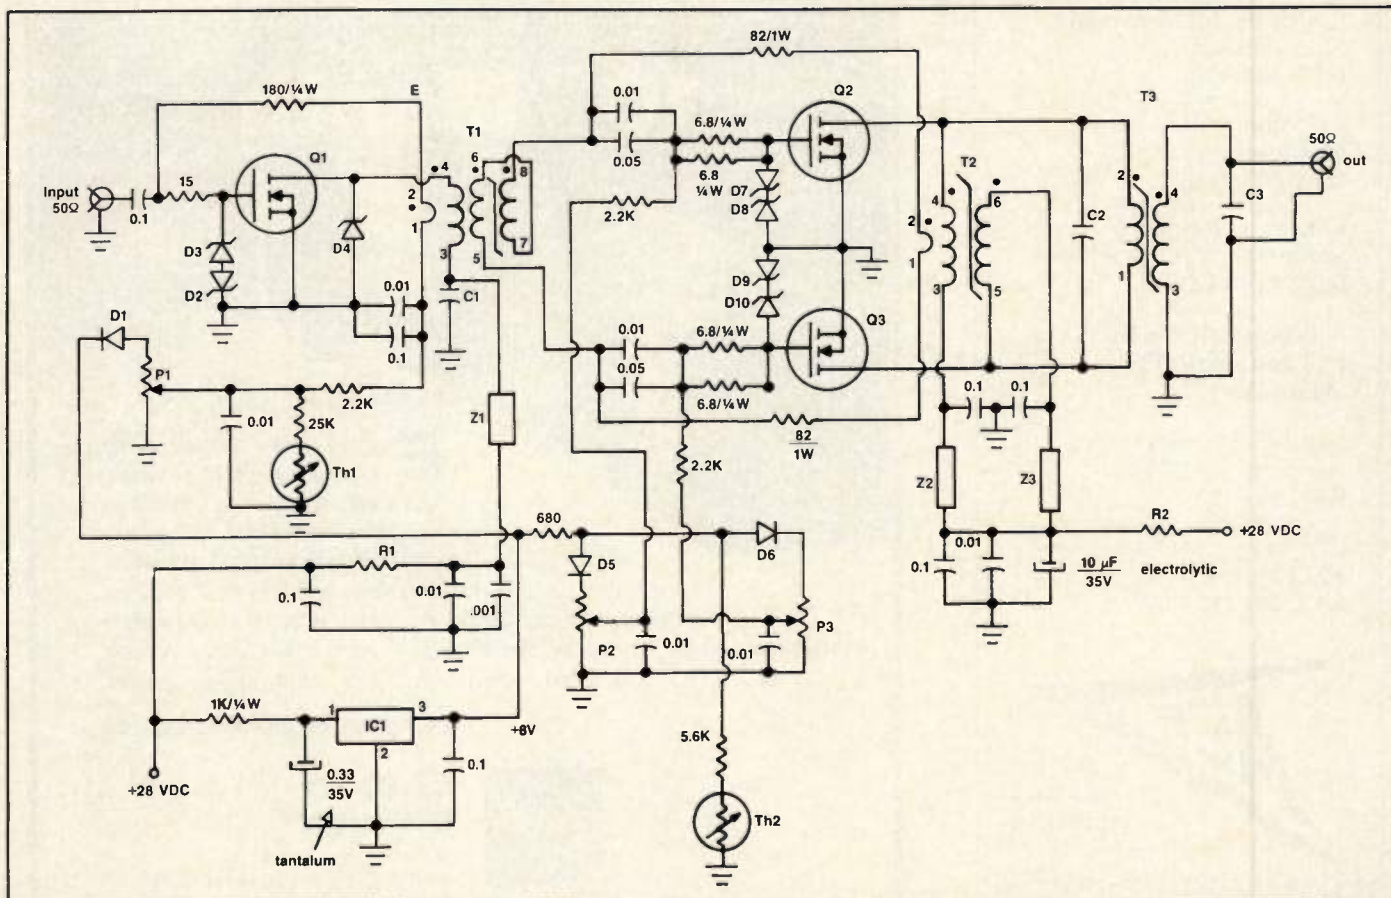 82/1W
T3
180/¼W
E
0.01
Q2
T1
6.8/¼W
50Ω
out
Input
50Ω
0.1
15
Q1
4
6
8
0.05
6.8
¼W
T2
2
4
2
1
D4
D7
D8
2.2K
4
6
C2
C3
D3
D2
3
5
7
C1
2
1
3
5
1
3
D9
D10
0.01
0.1
D1
P1
0.01
0.05
6.8/¼W
6.8/¼W
Q3
0.1
0.1
2.2K
0.01
25K
Th1
Z1
82
1W
2.2K
Z2
Z3
R2
+28 VDC
680
D6
R1
D5
0.1
0.01
10 μF
35V
electrolytic
0.1
0.01
.001
P2
0.01
0.01
P3
1K/¼W
1
IC1
3
2
+8V
0.1
0.33
35V
+28 VDC
tantalum
5.6K
Th2